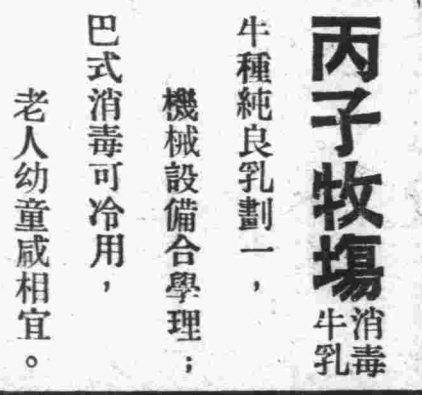 丙子牧塲
消毒
牛乳
牛種純良乳劃一，
機械設備合學理；
巴式消毒可冷用，
老人幼童咸相宜。